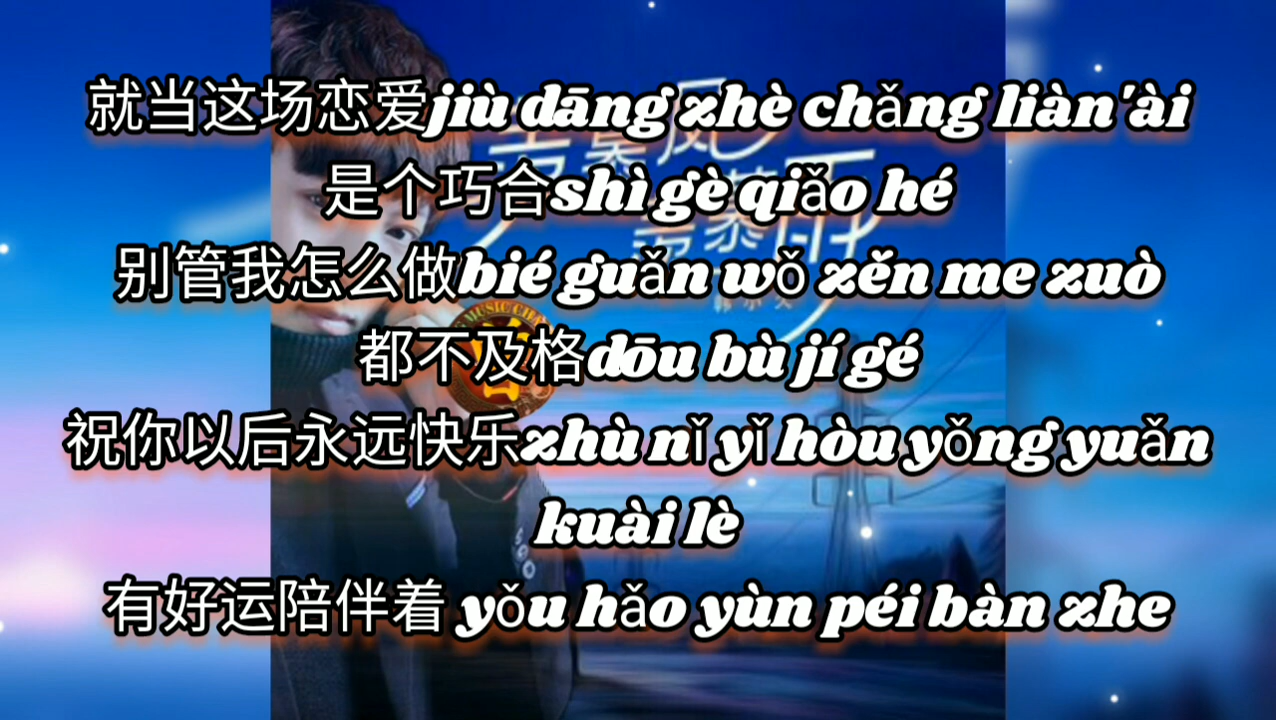 就当这场恋爱jiù dāng zhè chǎng liàn'ài
是个巧合shì gè qiǎo hé
别管我怎么做bié guǎn wǒ zěn me zuò
都不及格dōu bù jí gé
祝你以后永远快乐zhù nǐ yǐ hòu yǒng yuǎn
kuài lè
有好运陪伴着 yǒu hǎo yùn péi bàn zhe